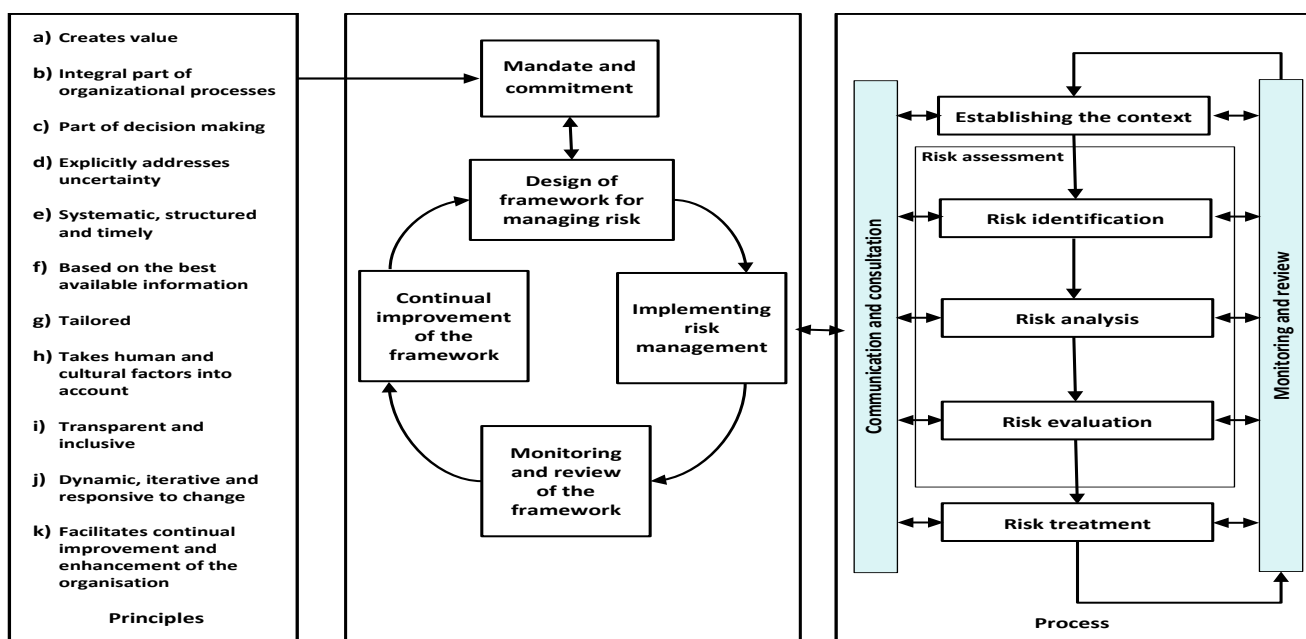 a) Creates value
b) Integral part of
organizational processes
c) Part of decision making
d) Explicitly addresses
uncertainty
e) Systematic, structured
and timely
f) Based on the best
available information
g) Tailored
h) Takes human and
cultural factors into
account
i) Transparent and
inclusive
j) Dynamic, iterative and
responsive to change
k) Facilitates continual
improvement and
enhancement of the
organisation
Principles
Mandate and
commitment
Design of
framework for
managing risk
Continual
improvement
of the
framework
Implementing
risk
management
Monitoring
and review
of the
framework
Communication and consultation
Establishing the context
Risk assessment
Risk identification
Risk analysis
Risk evaluation
Risk treatment
Monitoring and review
Process